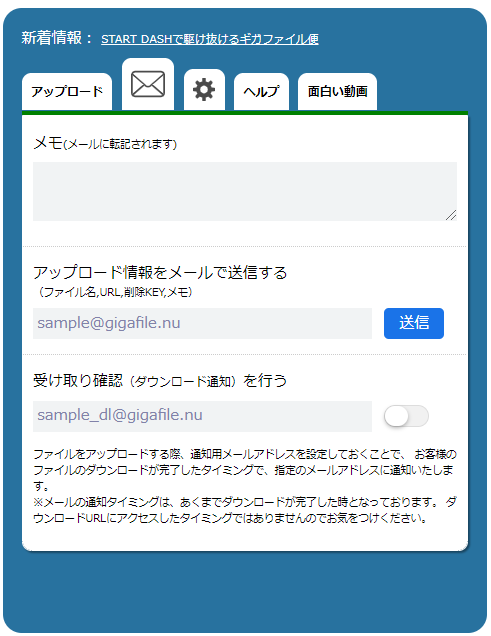 新着情報： START DASHで駆け抜けるギガファイル便
アップロード ヘルプ 面白い動画
メモ(メールに転記されます)
アップロード情報をメールで送信する
（ファイル名,URL,削除KEY,メモ）
sample@gigafile.nu 送信
受け取り確認（ダウンロード通知）を行う
sample_dl@gigafile.nu
ファイルをアップロードする際、通知用メールアドレスを設定しておくことで、 お客様の
ファイルのダウンロードが完了したタイミングで、指定のメールアドレスに通知いたしま
す。
※メールの通知タイミングは、あくまでダウンロードが完了した時となっております。 ダ
ウンロードURLにアクセスしたタイミングではありませんのでお気をつけください。